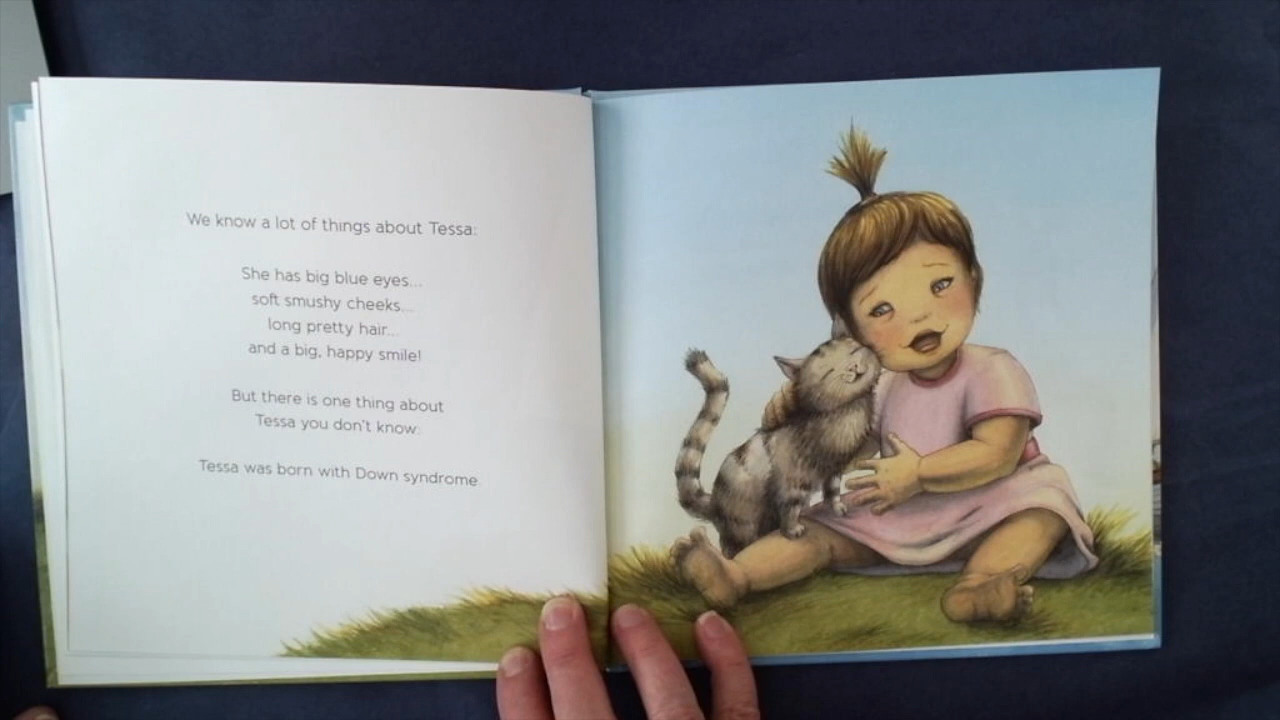 We know a lot of things about Tessa:
She has big blue eyes...
soft smushy cheeks...
long pretty hair...
and a big, happy smile!
But there is one thing about
Tessa you don't know:
Tessa was born with Down syndrome.